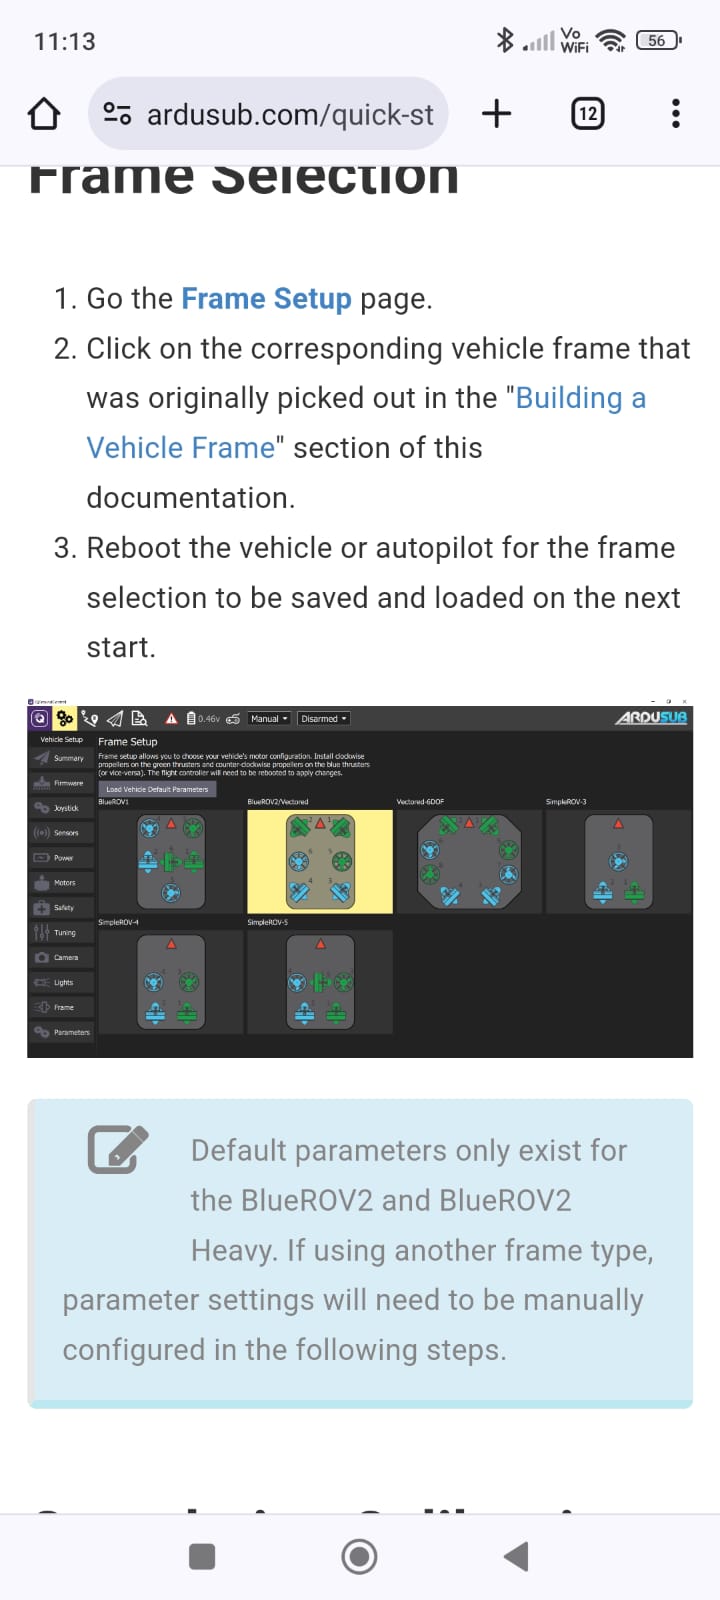 11:13
Vo
WiFi
56
ardusub.com/quick-st
12
Frame Selection
1. Go the Frame Setup page.
2. Click on the corresponding vehicle frame that
was originally picked out in the "Building a
Vehicle Frame" section of this
documentation.
3. Reboot the vehicle or autopilot for the frame
selection to be saved and loaded on the next
start.
0.46v
Manual
Disarmed
ARDUSUB
Vehicle Setup
Frame Setup
Summary
Frame setup allows you to choose your vehicle's motor configuration. Install clockwise
propellers on the green thrusters and counter-clockwise propellers on the blue thrusters
(or vice-versa). The flight controller will need to be rebooted to apply changes.
Firmware
Load Vehicle Default Parameters
BlueROV1
BlueROV2/Vectored
Vectored-6DOF
SimpleROV-3
Joystick
Sensors
Power
Motors
Safety
SimpleROV-4
SimpleROV-5
Tuning
Camera
Lights
Frame
Parameters
Default parameters only exist for
the BlueROV2 and BlueROV2
Heavy. If using another frame type,
parameter settings will need to be manually
configured in the following steps.